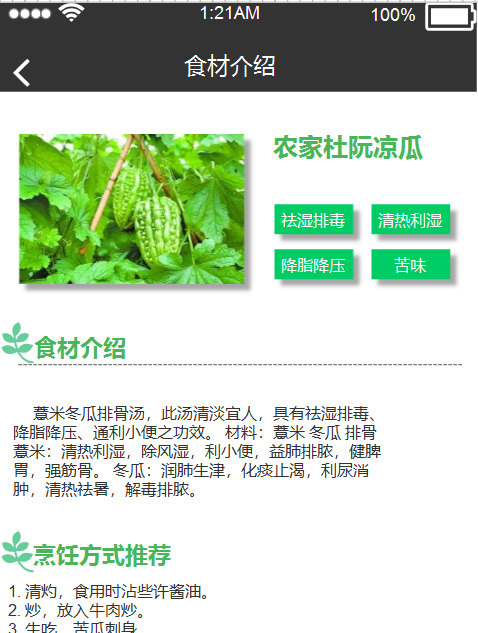 1:21AM 100%
食材介绍
农家杜阮凉瓜
祛湿排毒 清热利湿
降脂降压 苦味
食材介绍
薏米冬瓜排骨汤，此汤清淡宜人，具有祛湿排毒、
降脂降压、通利小便之功效。 材料：薏米 冬瓜 排骨
薏米：清热利湿，除风湿，利小便，益肺排脓，健脾
胃，强筋骨。 冬瓜：润肺生津，化痰止渴，利尿消
肿，清热祛暑，解毒排脓。
烹饪方式推荐
1. 清灼，食用时沾些许酱油。
2. 炒，放入牛肉炒。
3. 生吃，苦瓜刺身